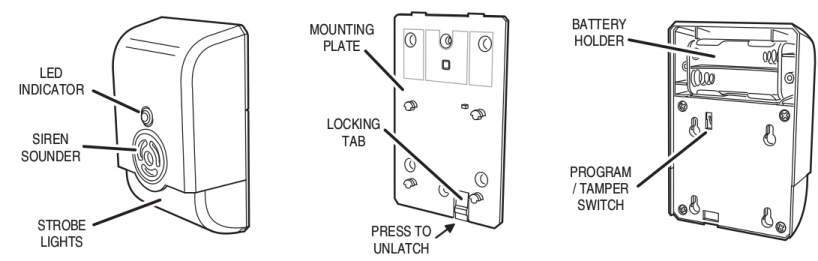 LED
INDICATOR
SIREN
SOUNDER
STROBE
LIGHTS
MOUNTING
PLATE
LOCKING
TAB
PRESS TO
UNLATCH
BATTERY
HOLDER
PROGRAM
/ TAMPER
SWITCH